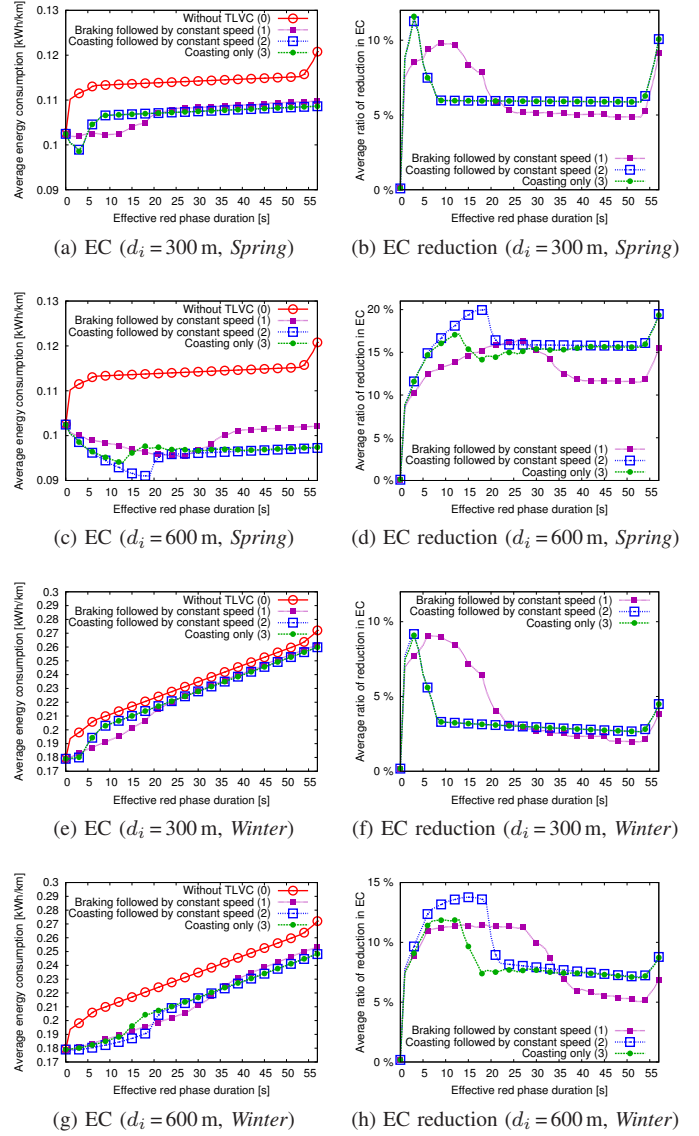 Average energy consumption [kWh/km]
0.13
0.12
0.11
0.1
0.09
Without TLVC (0)
Braking followed by constant speed (1)
Coasting followed by constant speed (2)
Coasting only (3)
0 5 10 15 20 25 30 35 40 45 50 55
Effective red phase duration [s]
(a) EC (d_i = 300 m, Spring)
Average ratio of reduction in EC
10 %
5 %
0 %
Braking followed by constant speed (1)
Coasting followed by constant speed (2)
Coasting only (3)
0 5 10 15 20 25 30 35 40 45 50 55
Effective red phase duration [s]
(b) EC reduction (d_i = 300 m, Spring)
Average energy consumption [kWh/km]
0.13
0.12
0.11
0.1
0.09
Without TLVC (0)
Braking followed by constant speed (1)
Coasting followed by constant speed (2)
Coasting only (3)
0 5 10 15 20 25 30 35 40 45 50 55
Effective red phase duration [s]
(c) EC (d_i = 600 m, Spring)
Average ratio of reduction in EC
20 %
15 %
10 %
5 %
0 %
Braking followed by constant speed (1)
Coasting followed by constant speed (2)
Coasting only (3)
0 5 10 15 20 25 30 35 40 45 50 55
Effective red phase duration [s]
(d) EC reduction (d_i = 600 m, Spring)
Average energy consumption [kWh/km]
0.3
0.29
0.28
0.27
0.26
0.25
0.24
0.23
0.22
0.21
0.2
0.19
0.18
0.17
Without TLVC (0)
Braking followed by constant speed (1)
Coasting followed by constant speed (2)
Coasting only (3)
0 5 10 15 20 25 30 35 40 45 50 55
Effective red phase duration [s]
(e) EC (d_i = 300 m, Winter)
Average ratio of reduction in EC
10 %
5 %
0 %
Braking followed by constant speed (1)
Coasting followed by constant speed (2)
Coasting only (3)
0 5 10 15 20 25 30 35 40 45 50 55
Effective red phase duration [s]
(f) EC reduction (d_i = 300 m, Winter)
Average energy consumption [kWh/km]
0.3
0.29
0.28
0.27
0.26
0.25
0.24
0.23
0.22
0.21
0.2
0.19
0.18
0.17
Without TLVC (0)
Braking followed by constant speed (1)
Coasting followed by constant speed (2)
Coasting only (3)
0 5 10 15 20 25 30 35 40 45 50 55
Effective red phase duration [s]
(g) EC (d_i = 600 m, Winter)
Average ratio of reduction in EC
15 %
10 %
5 %
0 %
Braking followed by constant speed (1)
Coasting followed by constant speed (2)
Coasting only (3)
0 5 10 15 20 25 30 35 40 45 50 55
Effective red phase duration [s]
(h) EC reduction (d_i = 600 m, Winter)